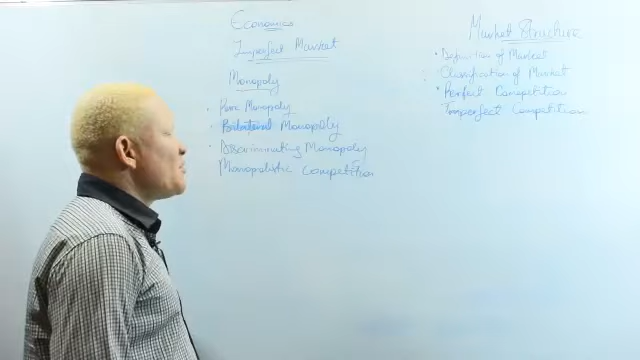 Economics
Imperfect Market
Monopoly
Pure Monopoly
Bilateral Monopoly
Discriminating Monopoly
Monopolistic Competition
Market Structure
Definition of Market
Classification of Market
Perfect Competition
Imperfect Competition